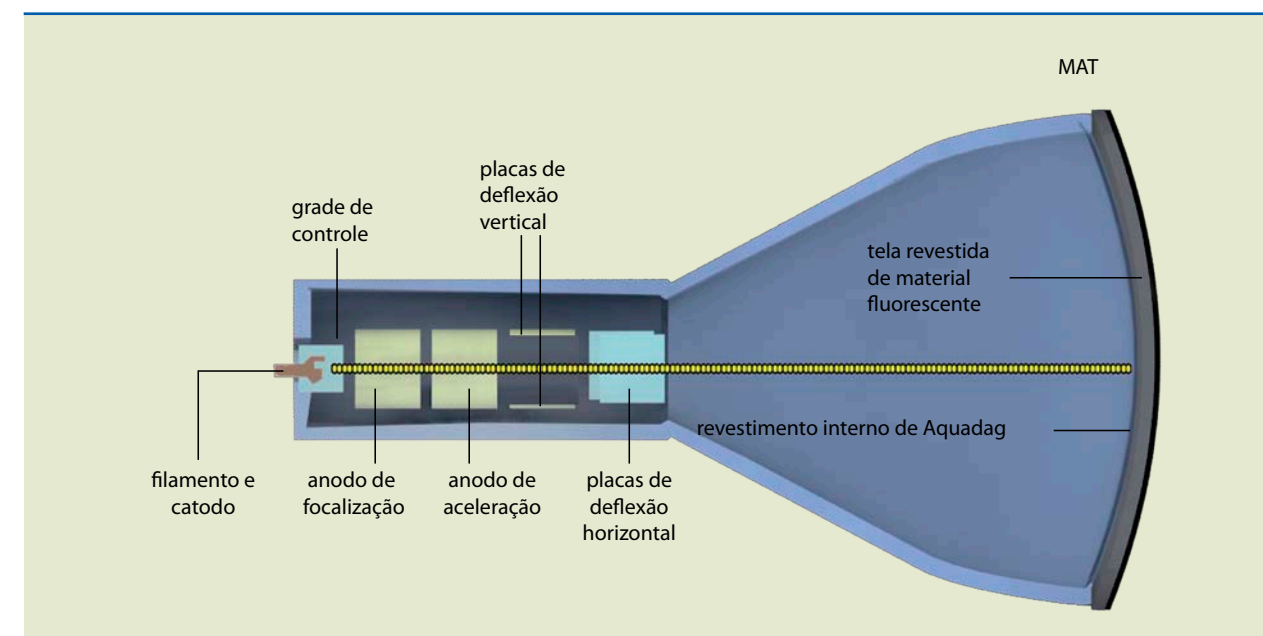 MAT
placas de
deflexão
vertical
grade de
controle
tela revestida
de material
fluorescente
revestimento interno de Aquadag
filamento e
catodo
anodo de
focalização
anodo de
aceleração
placas de
deflexão
horizontal